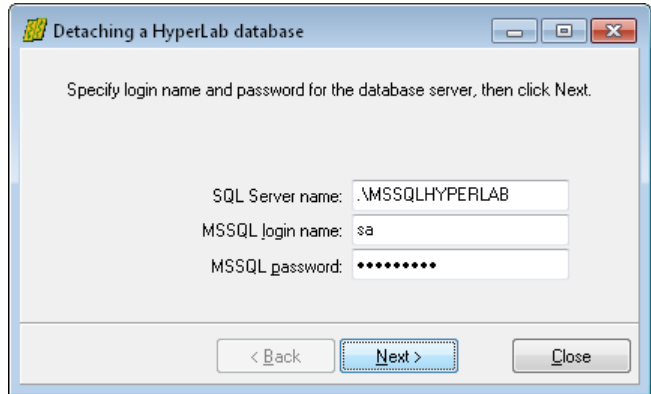 Detaching a HyperLab database
Specify login name and password for the database server, then click Next.
SQL Server name: .\MSSQLHYPERLAB
MSSQL login name: sa
MSSQL password: •••••••••
< Back Next > Close